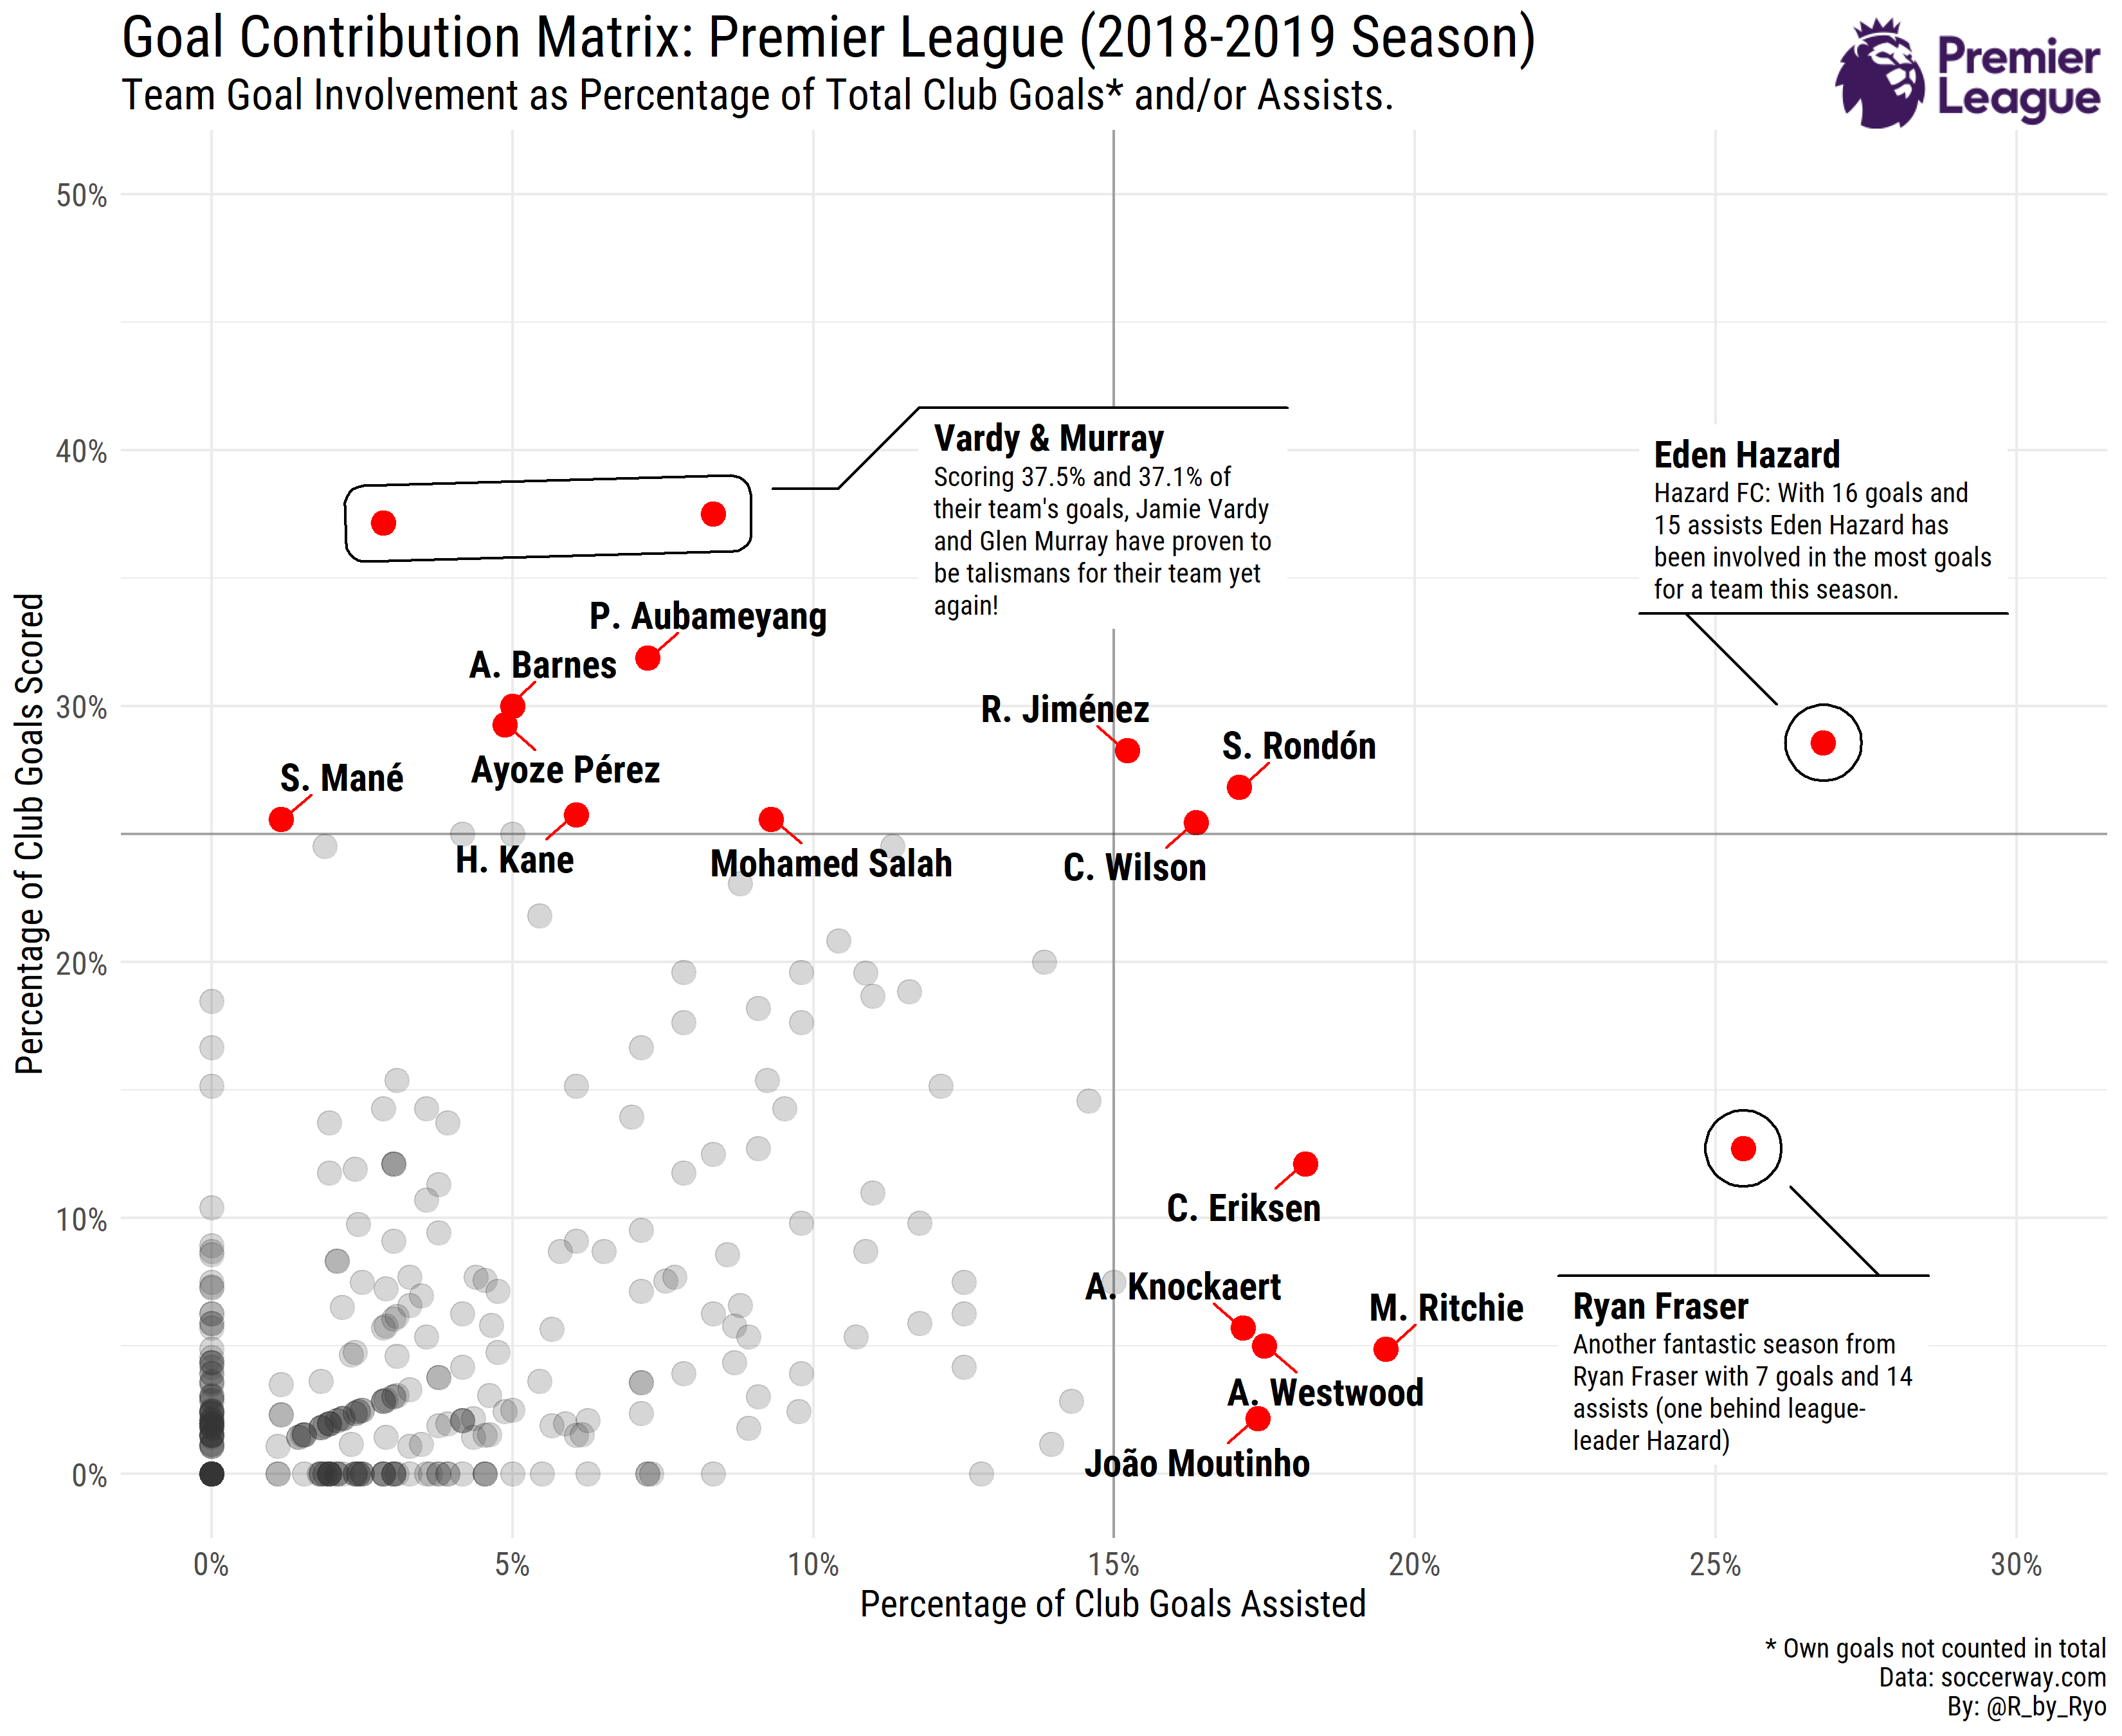 Goal Contribution Matrix: Premier League (2018-2019 Season)
Team Goal Involvement as Percentage of Total Club Goals* and/or Assists.
Premier
League
Percentage of Club Goals Scored
50%
40%
30%
20%
10%
0%
Vardy & Murray
Scoring 37.5% and 37.1% of
their team's goals, Jamie Vardy
and Glen Murray have proven to
be talismans for their team yet
again!
Eden Hazard
Hazard FC: With 16 goals and
15 assists Eden Hazard has
been involved in the most goals
for a team this season.
P. Aubameyang
A. Barnes
R. Jiménez
S. Rondón
Ayoze Pérez
S. Mané
H. Kane
Mohamed Salah
C. Wilson
C. Eriksen
A. Knockaert
M. Ritchie
A. Westwood
João Moutinho
Ryan Fraser
Another fantastic season from
Ryan Fraser with 7 goals and 14
assists (one behind league-
leader Hazard)
0%
5%
10%
15%
20%
25%
30%
Percentage of Club Goals Assisted
* Own goals not counted in total
Data: soccerway.com
By: @R_by_Ryo